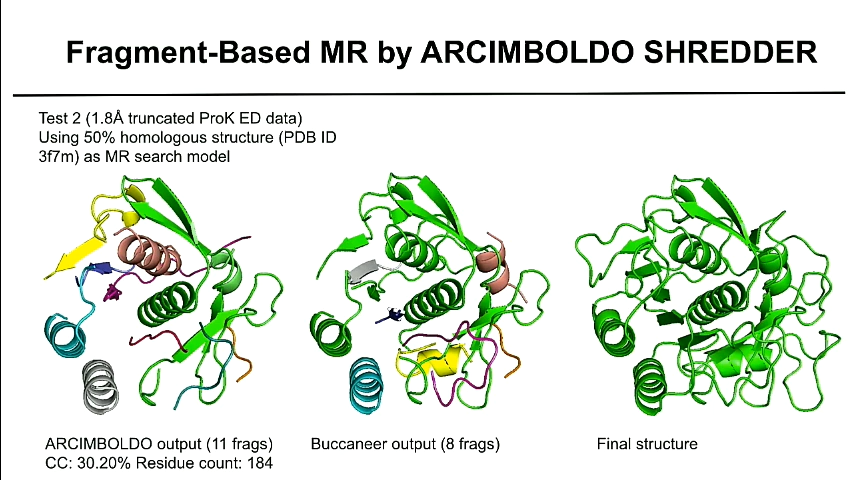 Fragment-Based MR by ARCIMBOLDO SHREDDER
Test 2 (1.8Å truncated ProK ED data)
Using 50% homologous structure (PDB ID
3f7m) as MR search model
ARCIMBOLDO output (11 frags)
CC: 30.20% Residue count: 184
Buccaneer output (8 frags)
Final structure